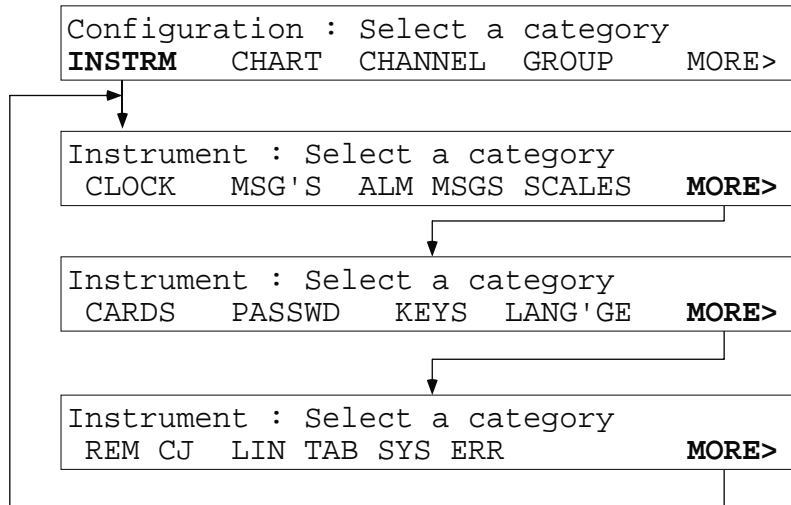 Configuration : Select a category
INSTRM CHART CHANNEL GROUP MORE>
Instrument : Select a category
CLOCK MSG'S ALM MSGS SCALES MORE>
Instrument : Select a category
CARDS PASSWD KEYS LANG'GE MORE>
Instrument : Select a category
REM CJ LIN TAB SYS ERR MORE>